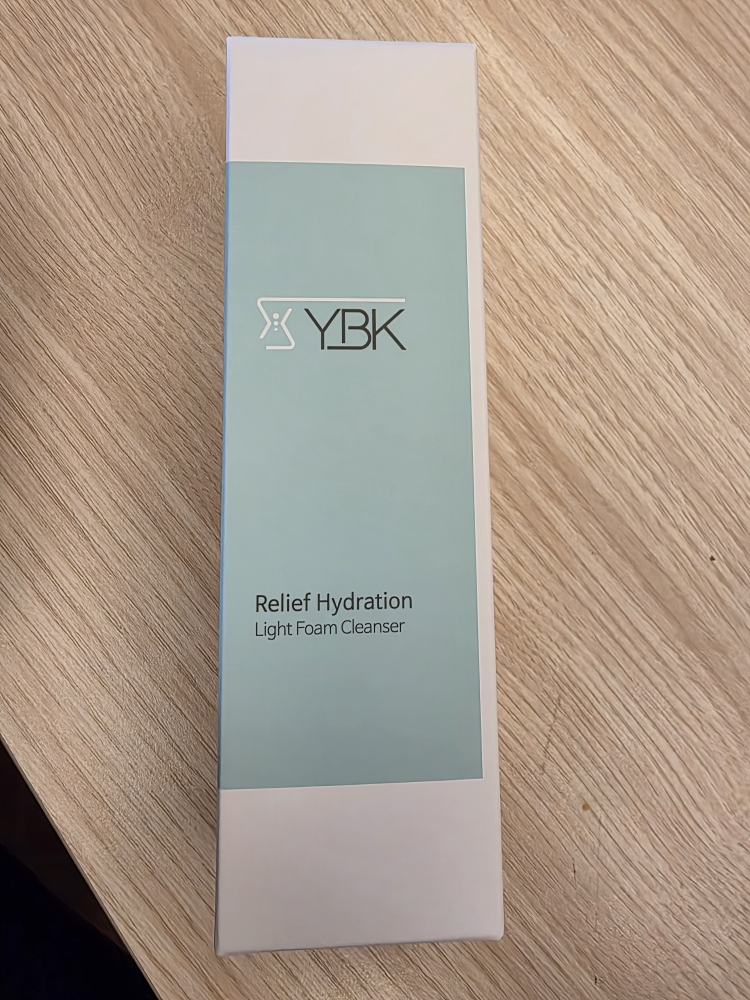 YBK
Relief Hydration
Light Foam Cleanser